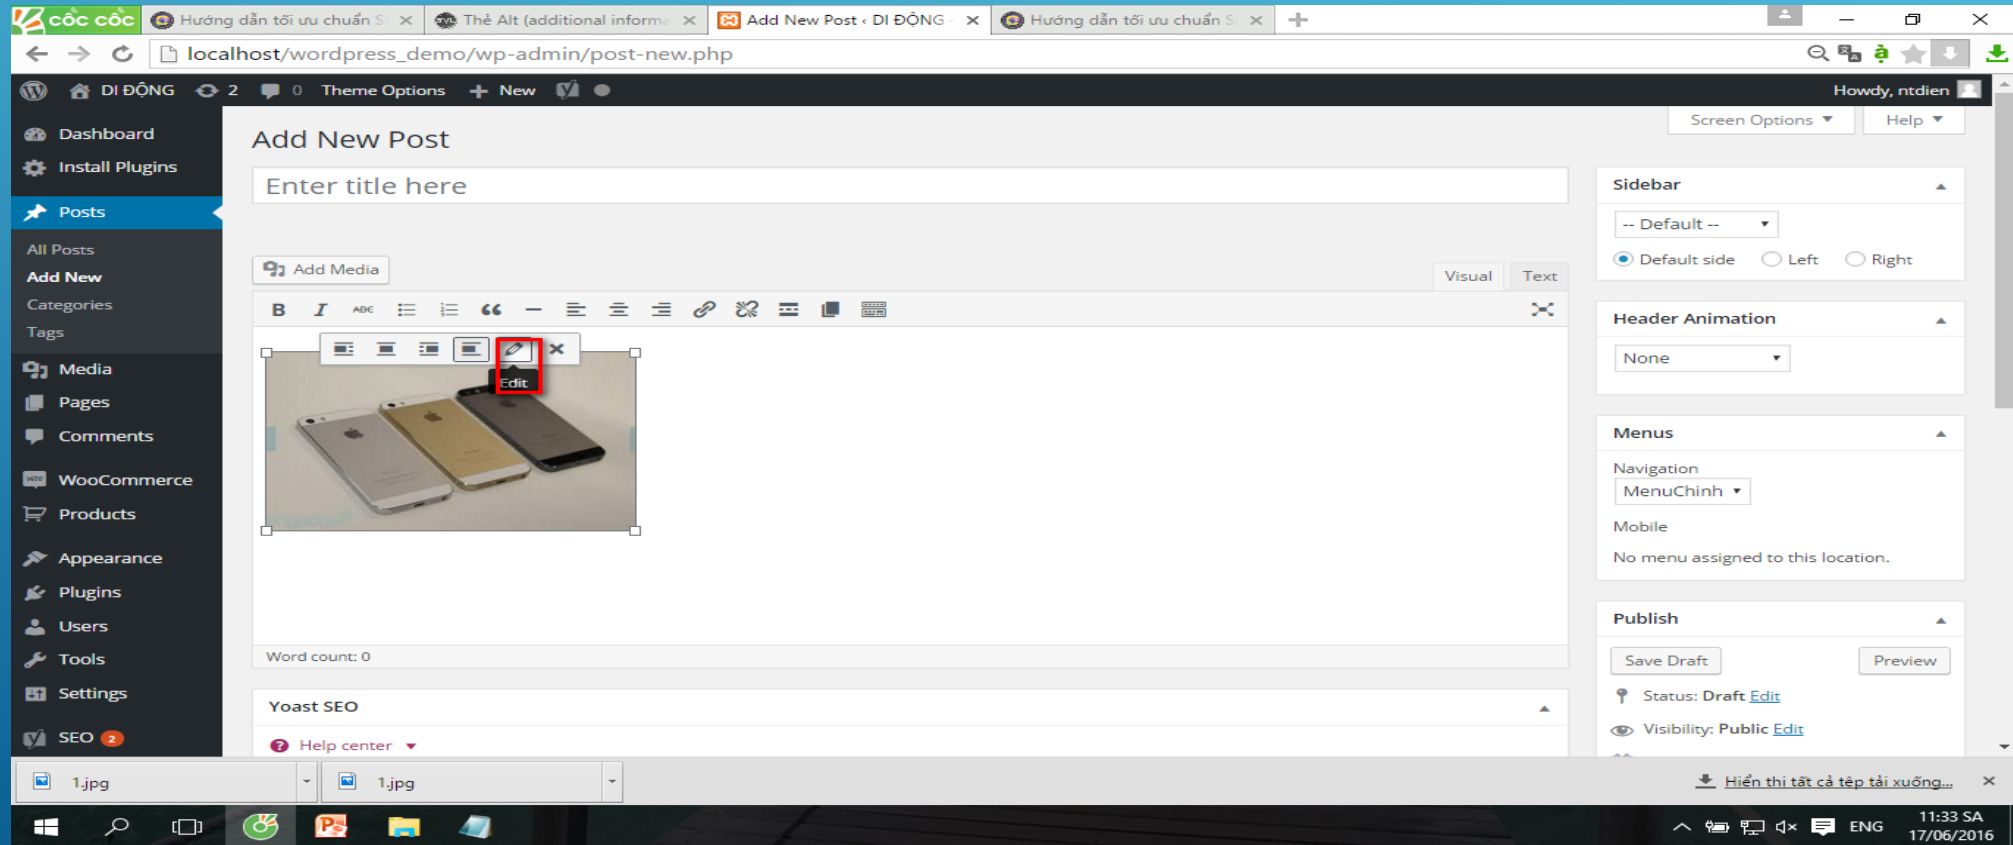 cốc cốc
Hướng dẫn tối ưu chuẩn S
Thẻ Alt (additional informa
Add New Post ‹ DI ĐỘNG -
Hướng dẫn tối ưu chuẩn S
localhost/wordpress_demo/wp-admin/post-new.php
DI ĐỘNG 2 0 Theme Options + New
Howdy, ntdien
Screen Options
Help
Dashboard
Install Plugins
Posts
All Posts
Add New
Categories
Tags
Media
Pages
Comments
WooCommerce
Products
Appearance
Plugins
Users
Tools
Settings
SEO 2
Add New Post
Enter title here
Add Media
Visual
Text
B I ABC
Edit
Word count: 0
Yoast SEO
Help center
Sidebar
-- Default --
Default side Left Right
Header Animation
None
Menus
Navigation
MenuChinh
Mobile
No menu assigned to this location.
Publish
Save Draft
Preview
Status: Draft Edit
Visibility: Public Edit
1.jpg
1.jpg
Hiển thị tất cả tệp tải xuống...
ENG
11:33 SA
17/06/2016